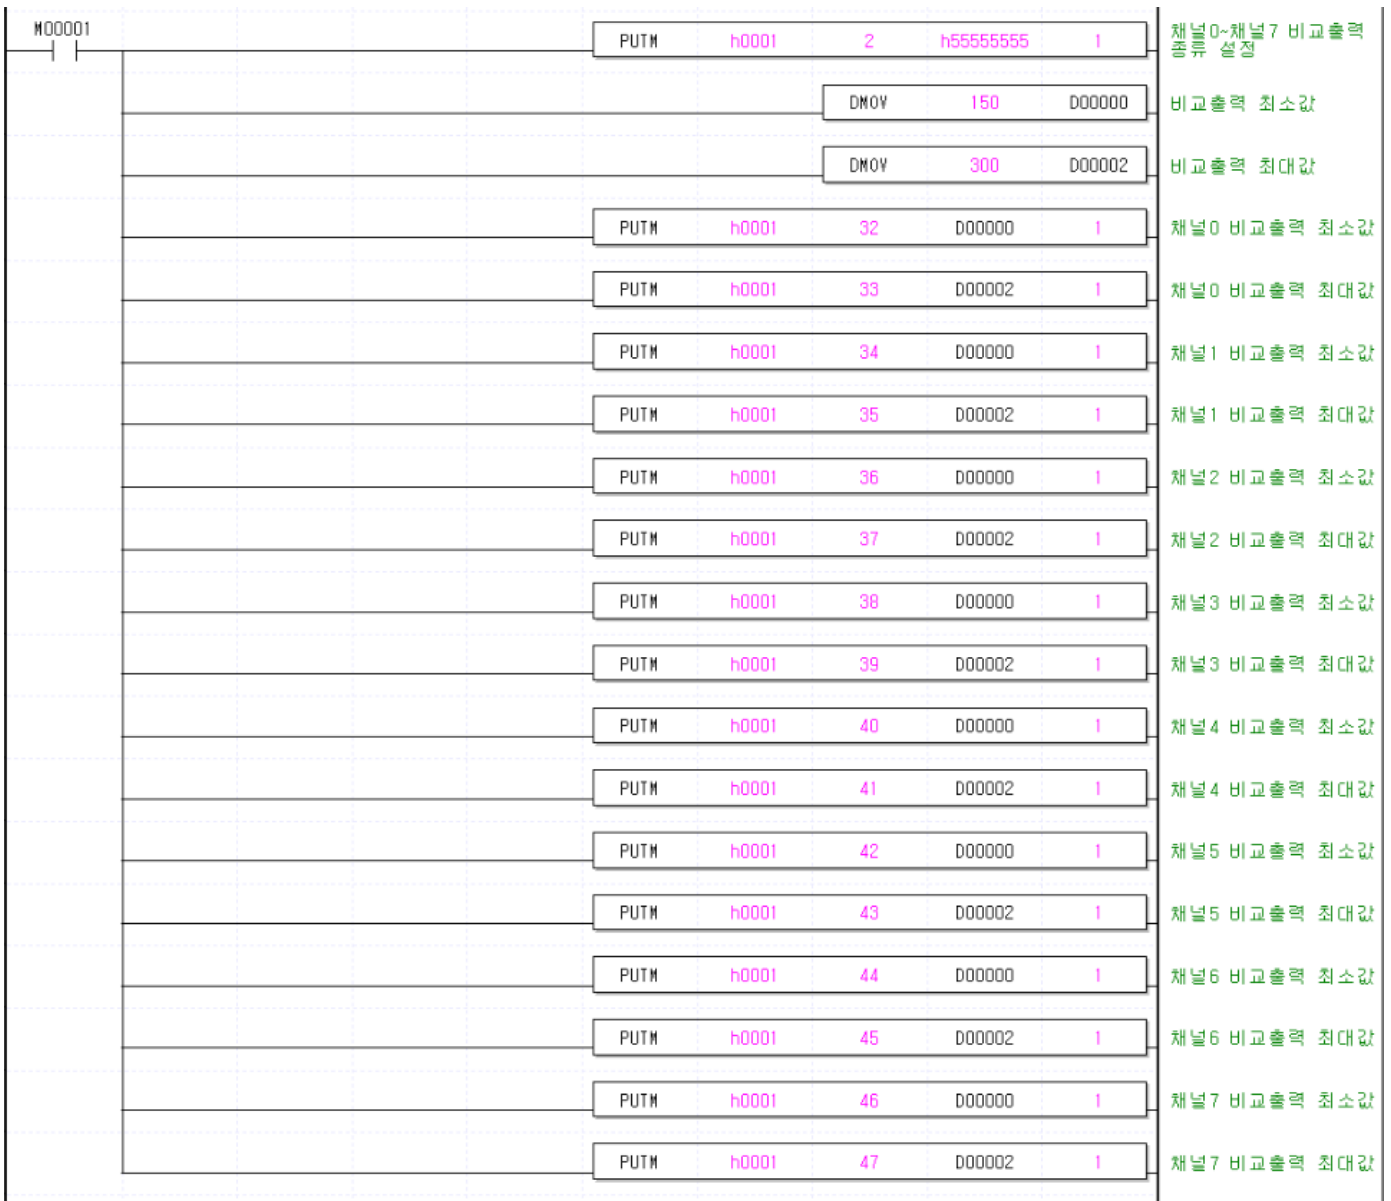 M00001
PUTM h0001 2 h55555555 1 채널0~채널7 비교출력
종류 설정
DMOV 150 D00000 비교출력 최소값
DMOV 300 D00002 비교출력 최대값
PUTM h0001 32 D00000 1 채널0 비교출력 최소값
PUTM h0001 33 D00002 1 채널0 비교출력 최대값
PUTM h0001 34 D00000 1 채널1 비교출력 최소값
PUTM h0001 35 D00002 1 채널1 비교출력 최대값
PUTM h0001 36 D00000 1 채널2 비교출력 최소값
PUTM h0001 37 D00002 1 채널2 비교출력 최대값
PUTM h0001 38 D00000 1 채널3 비교출력 최소값
PUTM h0001 39 D00002 1 채널3 비교출력 최대값
PUTM h0001 40 D00000 1 채널4 비교출력 최소값
PUTM h0001 41 D00002 1 채널4 비교출력 최대값
PUTM h0001 42 D00000 1 채널5 비교출력 최소값
PUTM h0001 43 D00002 1 채널5 비교출력 최대값
PUTM h0001 44 D00000 1 채널6 비교출력 최소값
PUTM h0001 45 D00002 1 채널6 비교출력 최대값
PUTM h0001 46 D00000 1 채널7 비교출력 최소값
PUTM h0001 47 D00002 1 채널7 비교출력 최대값